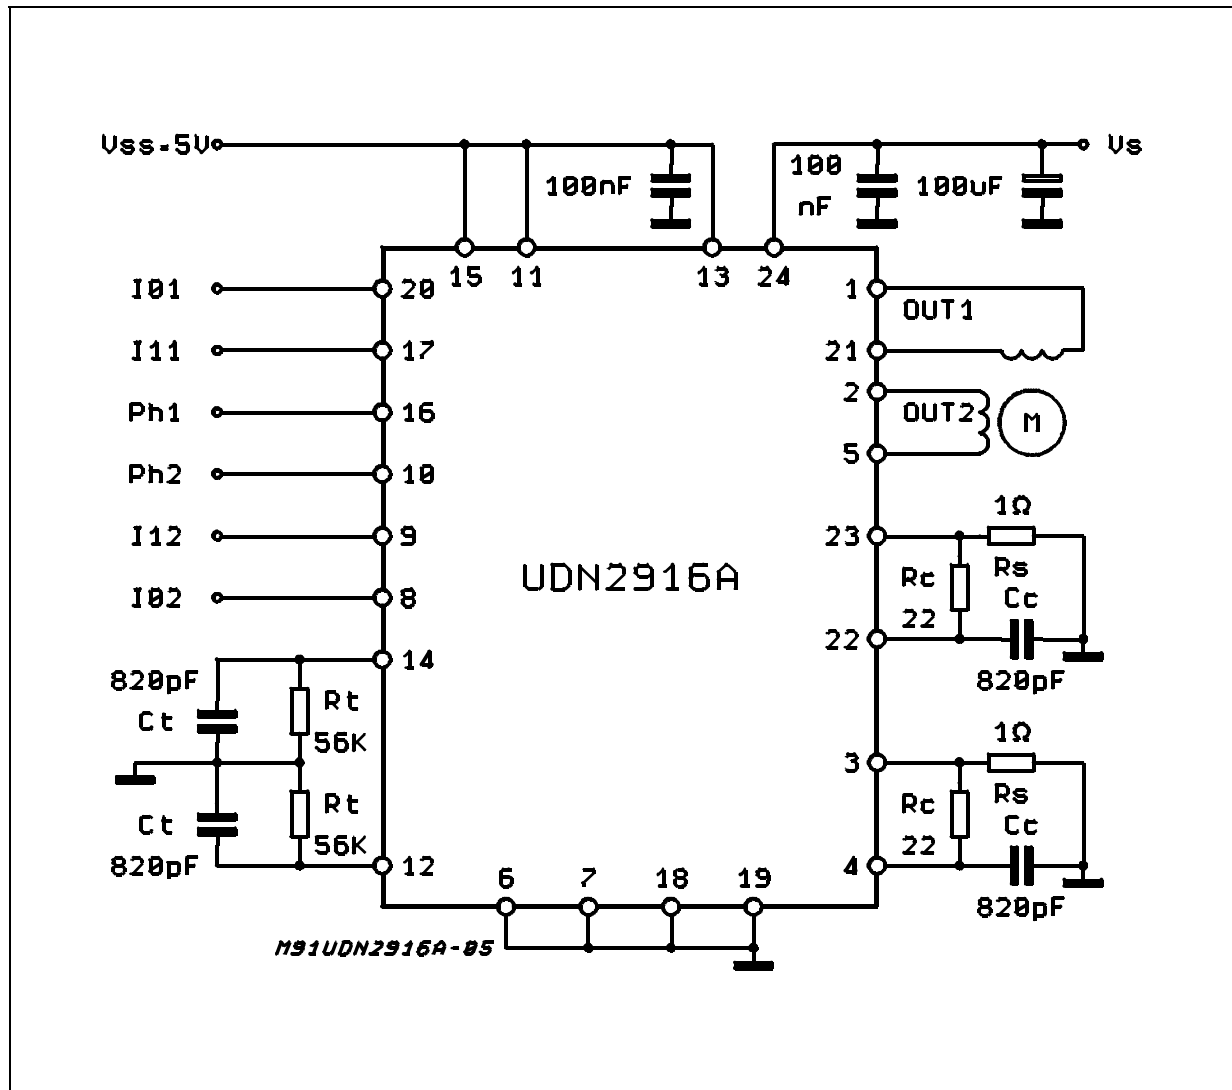 Vss=5V
Vs
100nF
100
nF
100uF
15
11
13
24
I01
20
1
OUT1
I11
17
21
Ph1
16
2
OUT2
M
5
Ph2
10
I12
9
23
1Ω
Rc
22
Rs
Cc
I02
8
UDN2916A
22
820pF
14
820pF
Ct
Rt
56K
3
1Ω
Rc
22
Rs
Cc
Ct
820pF
Rt
56K
12
4
820pF
6
7
18
19
M91UDN2916A-05